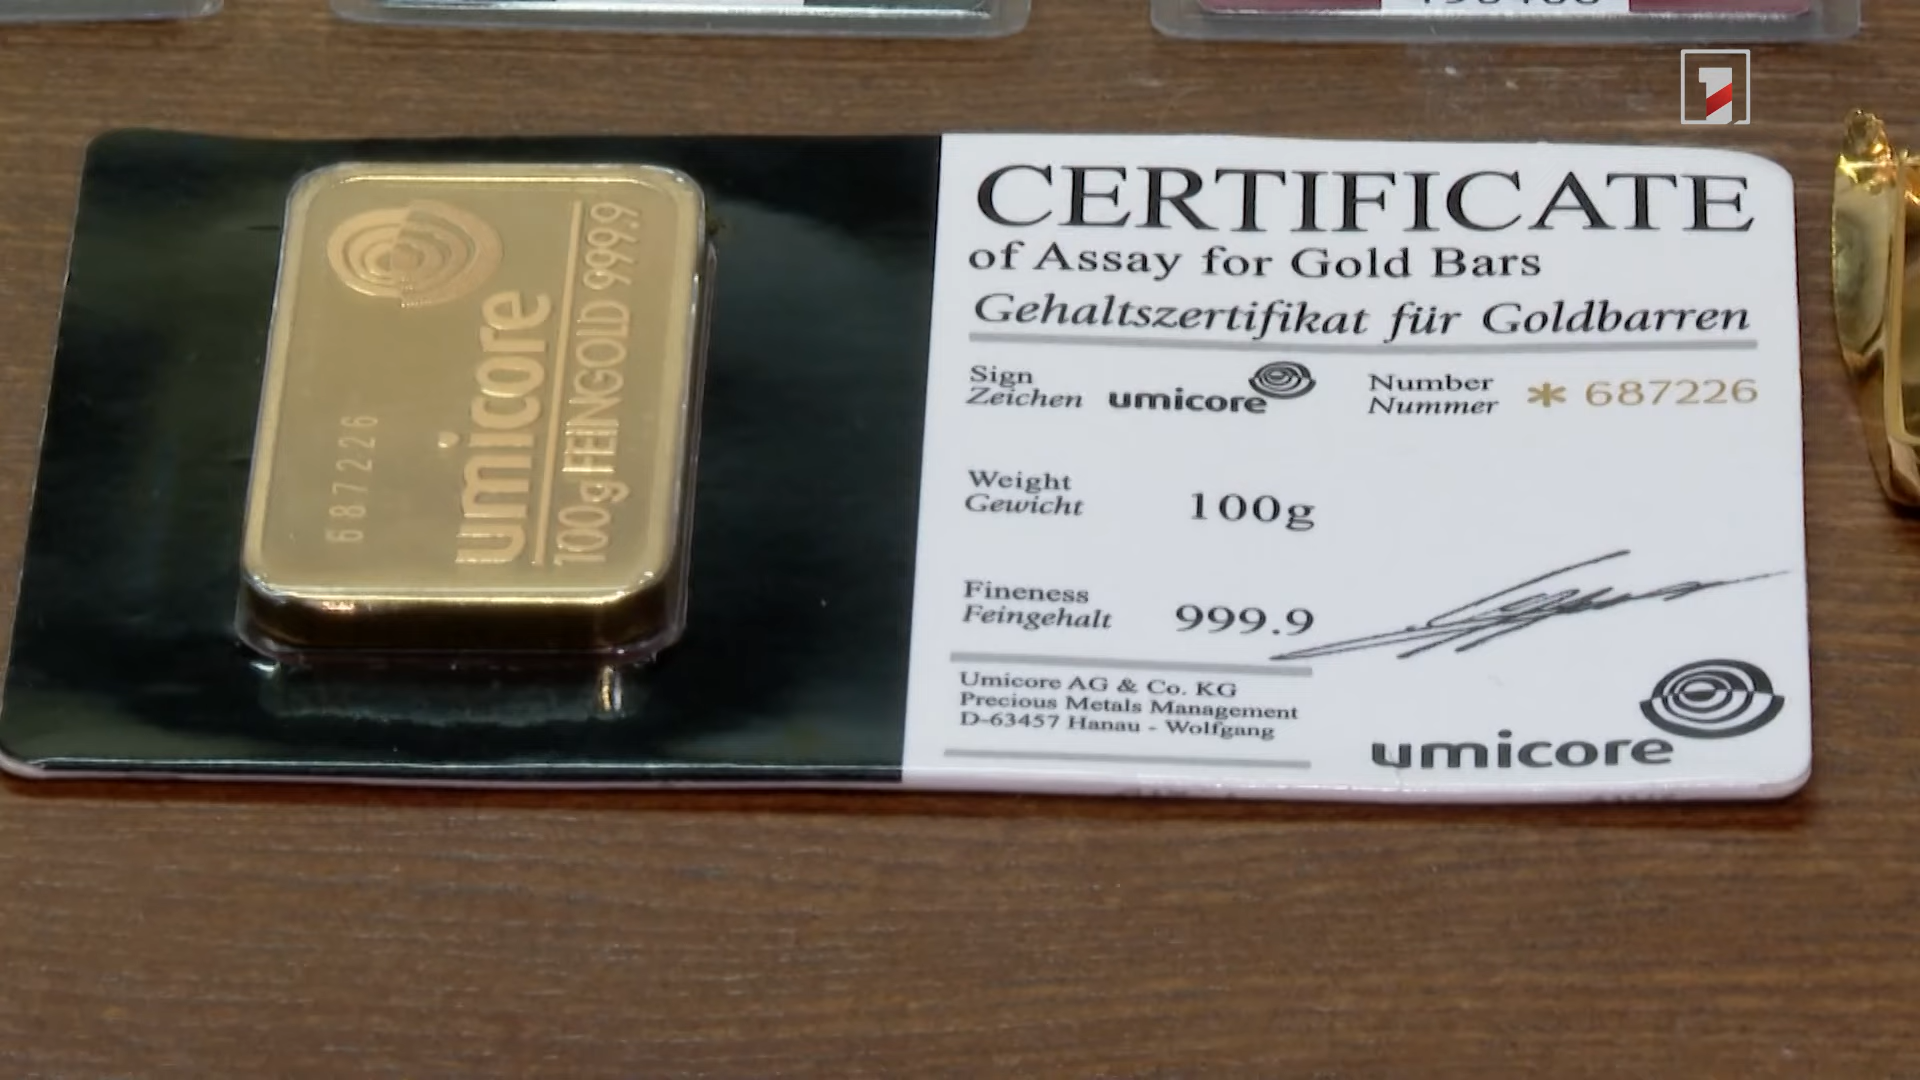 687226
umicore
100g FEINGOLD 999.9
CERTIFICATE
of Assay for Gold Bars
Gehaltszertifikat für Goldbarren
Sign
Zeichen
umicore
Number
Nummer
* 687226
Weight
Gewicht
100g
Fineness
Feingehalt
999.9
Umicore AG & Co. KG
Precious Metals Management
D-63457 Hanau - Wolfgang
umicore
1